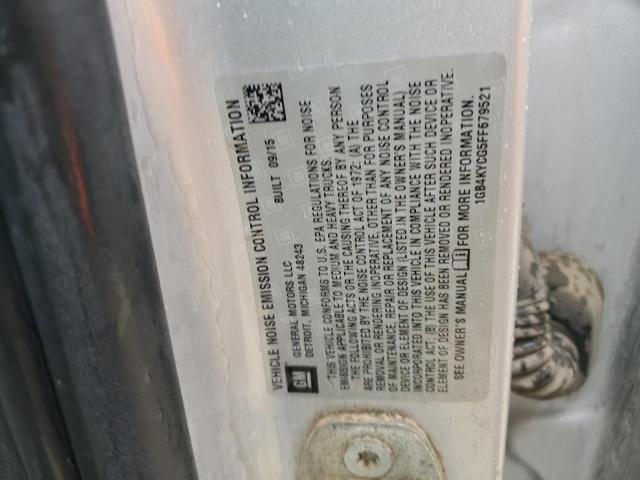 VEHICLE NOISE EMISSION CONTROL INFORMATION
GM
GENERAL MOTORS LLC BUILT 09/15
DETROIT, MICHIGAN 48243
"THIS VEHICLE CONFORMS TO U.S. EPA REGULATIONS FOR NOISE
EMISSION APPLICABLE TO MEDIUM AND HEAVY TRUCKS.
THE FOLLOWING ACTS OR THE CAUSING THEREOF BY ANY PERSON
ARE PROHIBITED BY THE NOISE CONTROL ACT OF 1972: (A) THE
REMOVAL OR RENDERING INOPERATIVE, OTHER THAN FOR PURPOSES
OF MAINTENANCE, REPAIR OR REPLACEMENT OF ANY NOISE CONTROL
DEVICE OR ELEMENT OF DESIGN (LISTED IN THE OWNER'S MANUAL)
INCORPORATED INTO THIS VEHICLE IN COMPLIANCE WITH THE NOISE
CONTROL ACT; (B) THE USE OF THIS VEHICLE AFTER SUCH DEVICE OR
ELEMENT OF DESIGN HAS BEEN REMOVED OR RENDERED INOPERATIVE.
SEE OWNER'S MANUAL FOR MORE INFORMATION.
1GB4KYCG5FF679521